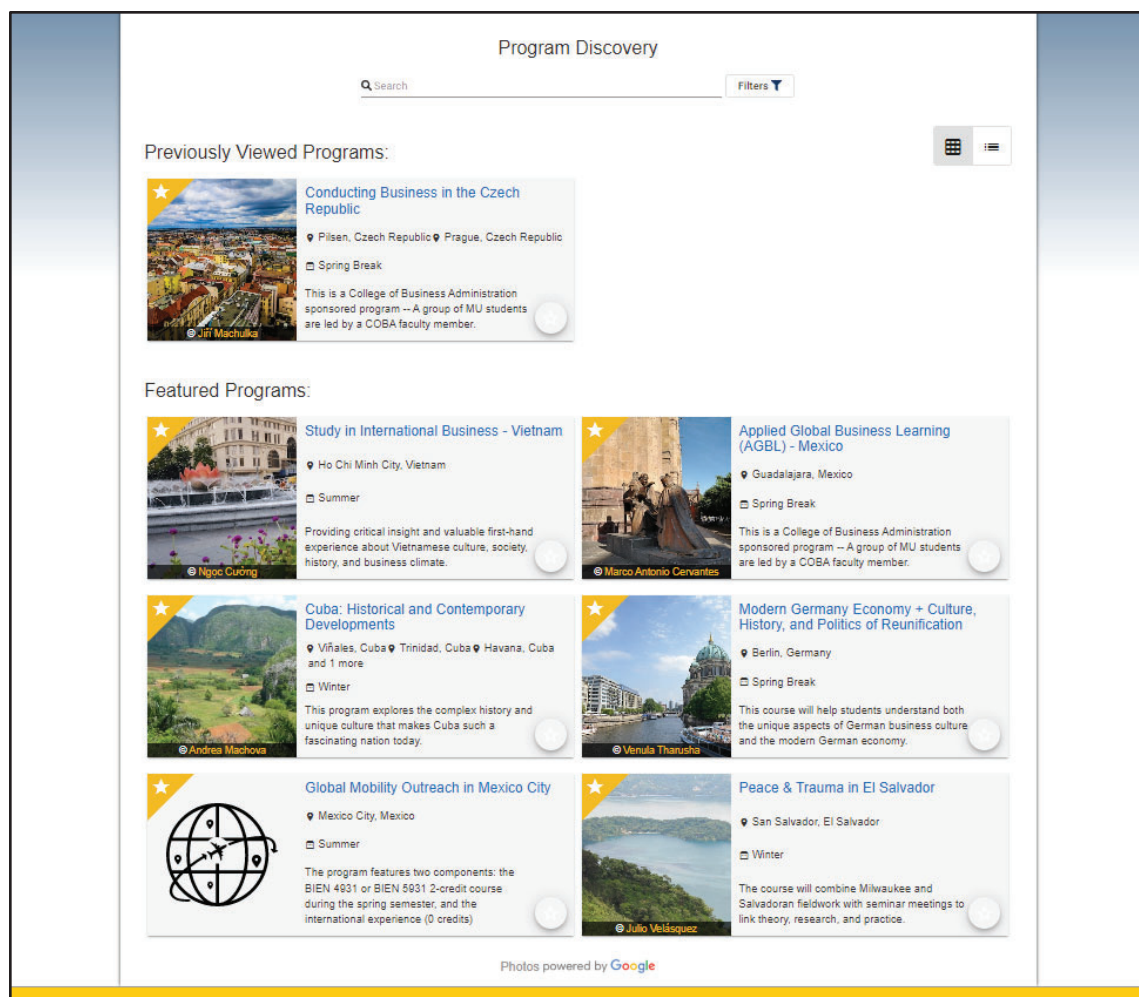 Program Discovery
Search
Filters
Previously Viewed Programs:
Conducting Business in the Czech
Republic
Pilsen, Czech Republic Prague, Czech Republic
Spring Break
This is a College of Business Administration
sponsored program -- A group of MU students
are led by a COBA faculty member.
© Jiří Machulka
Featured Programs:
Study in International Business - Vietnam
Ho Chi Minh City, Vietnam
Summer
Providing critical insight and valuable first-hand
experience about Vietnamese culture, society,
history, and business climate.
© Ngoc Cường
Applied Global Business Learning
(AGBL) - Mexico
Guadalajara, Mexico
Spring Break
This is a College of Business Administration
sponsored program -- A group of MU students
are led by a COBA faculty member.
© Marco Antonio Cervantes
Cuba: Historical and Contemporary
Developments
Viñales, Cuba Trinidad, Cuba Havana, Cuba
and 1 more
Winter
This program explores the complex history and
unique culture that makes Cuba such a
fascinating nation today.
© Andrea Machova
Modern Germany Economy + Culture,
History, and Politics of Reunification
Berlin, Germany
Spring Break
This course will help students understand both
the unique aspects of German business culture
and the modern German economy.
© Venula Tharusha
Global Mobility Outreach in Mexico City
Mexico City, Mexico
Summer
The program features two components: the
BIEN 4931 or BIEN 5931 2-credit course
during the spring semester, and the
international experience (0 credits)
Peace & Trauma in El Salvador
San Salvador, El Salvador
Winter
The course will combine Milwaukee and
Salvadoran fieldwork with seminar meetings to
link theory, research, and practice.
© Julio Velásquez
Photos powered by Google